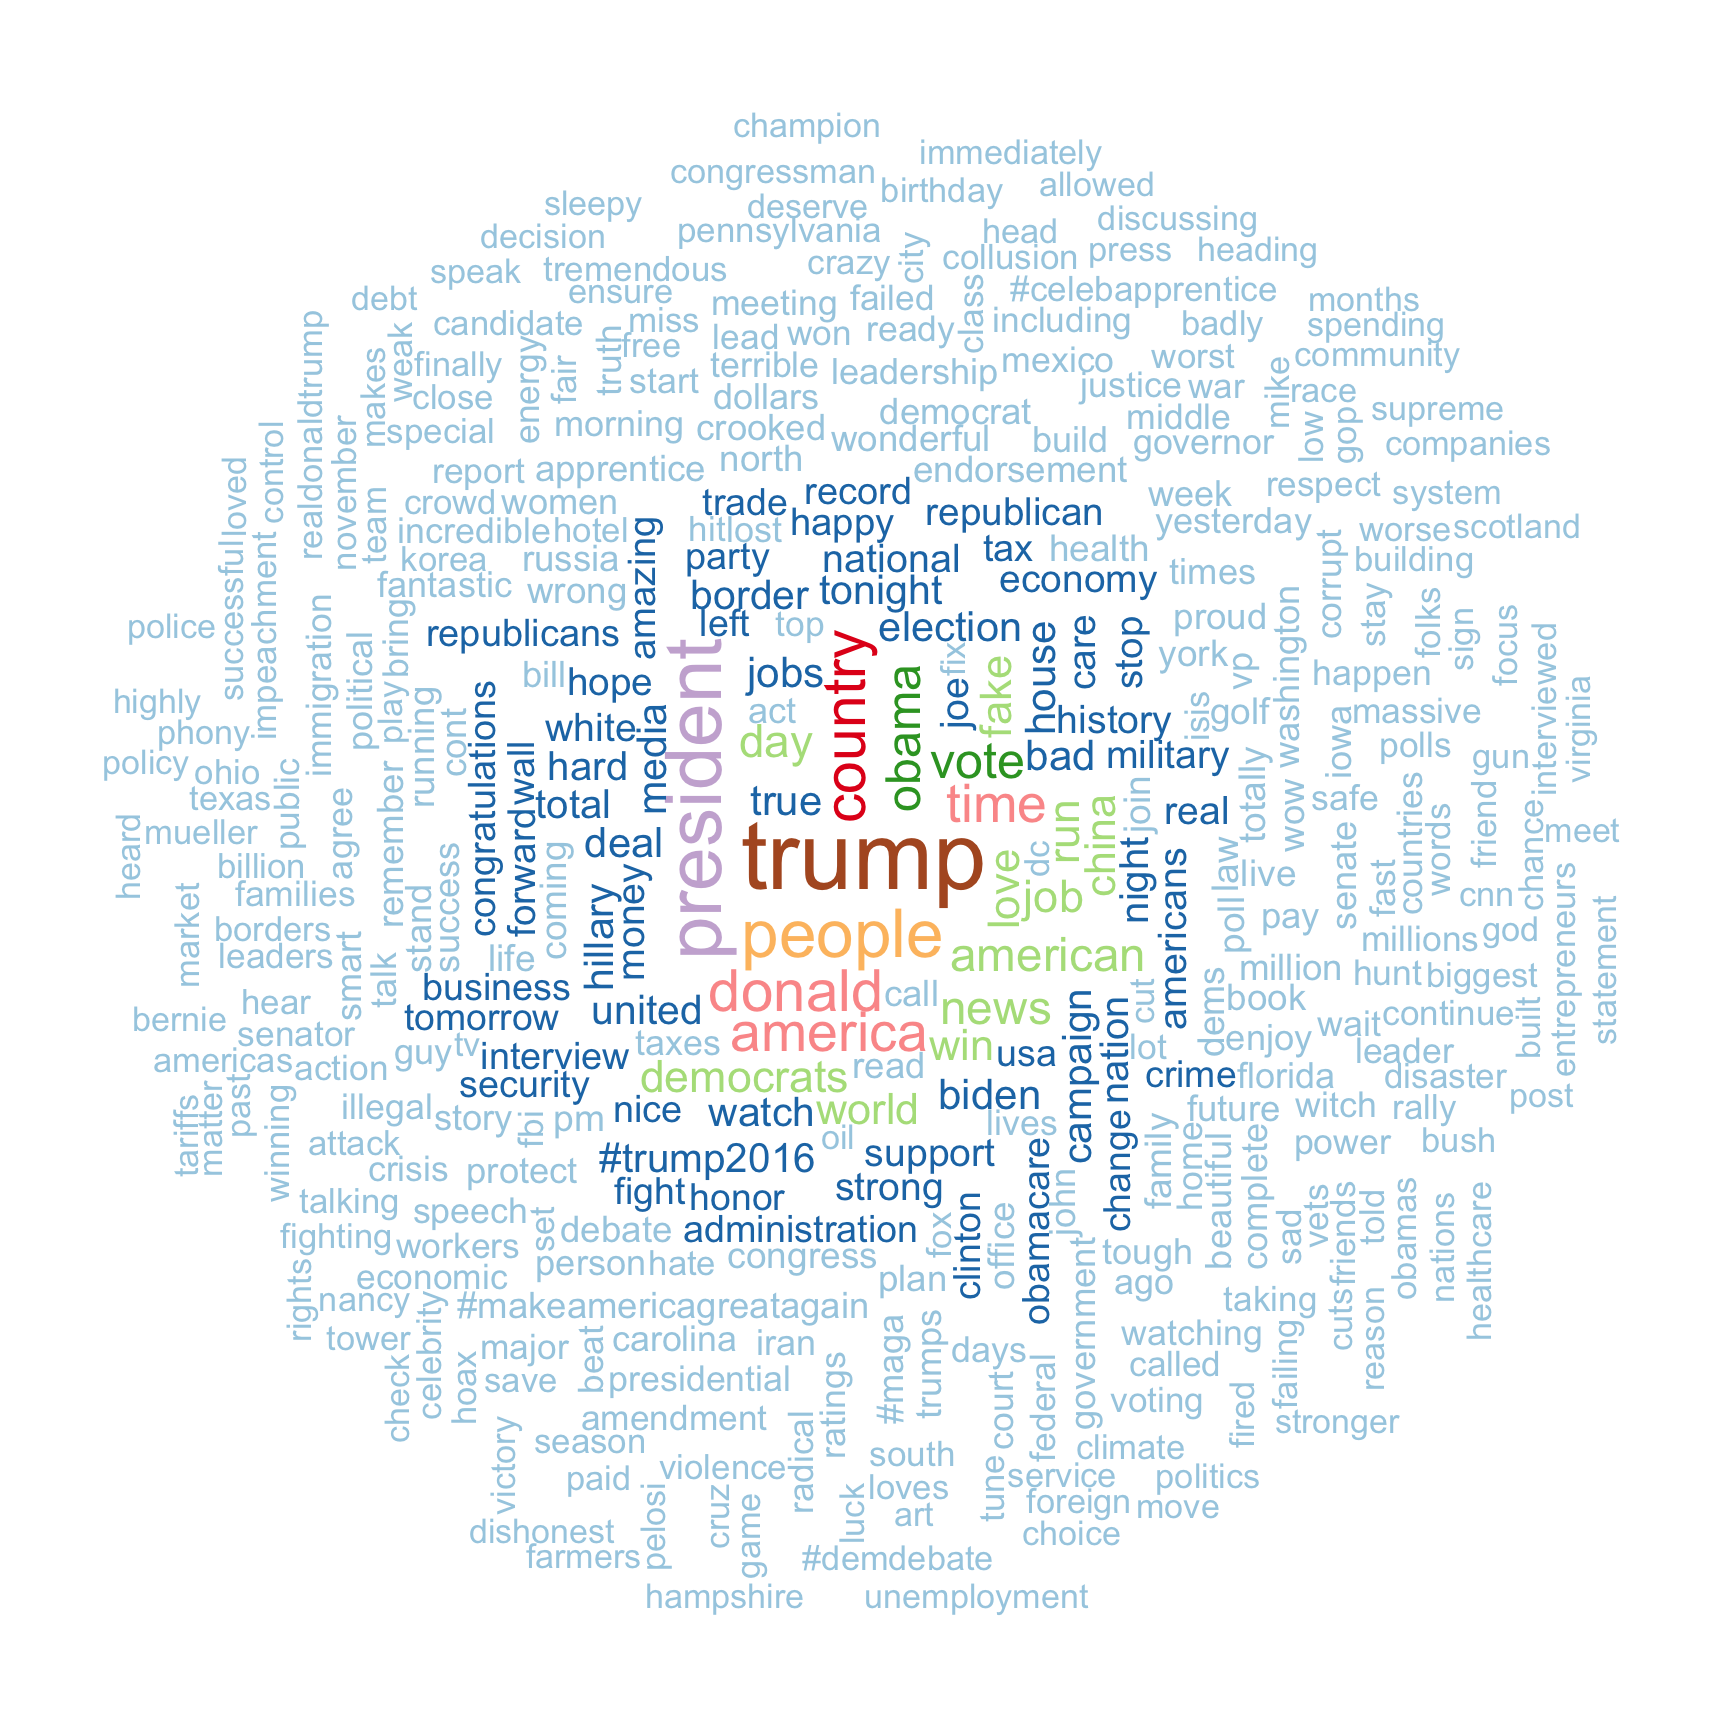 champion
immediately
congressman
birthday
allowed
sleepy
deserve
discussing
decision
pennsylvania
head
city
collusion
press
heading
speak
tremendous
crazy
debt
ensure
meeting
failed
class
#celebapprentice
months
candidate
miss
lead
won
ready
including
badly
spending
realdonaldtrump
makes
weak
finally
energy
fair
truth
free
terrible
leadership
mexico
worst
community
close
start
dollars
justice
war
mike
race
special
morning
crooked
democrat
middle
low
gop
supreme
wonderful
build
governor
companies
control
november
report
apprentice
north
endorsement
loved
team
crowd
women
trade
record
week
respect
system
incredible
hotel
hit
lost
happy
republican
yesterday
worse
scotland
korea
russia
amazing
party
national
tax
health
corrupt
building
fantastic
wrong
border
tonight
economy
times
successful
impeachment
police
immigration
political
play
bring
republicans
left
top
election
house
care
stop
proud
washington
stay
folks
sign
focus
interviewed
highly
bill
hope
president
jobs
country
obama
joe
fix
fake
york
vp
happen
phony
running
cont
congratulations
white
media
act
history
isis
golf
massive
virginia
policy
ohio
forward
wall
hard
day
vote
bad
military
totally
wow
iowa
polls
gun
texas
public
total
true
time
run
china
join
real
safe
countries
words
friend
chance
mueller
agree
remember
deal
trump
love
dc
night
americans
law
senate
fast
meet
heard
billion
success
coming
hillary
money
job
poll
live
cnn
families
stand
people
pay
god
entrepreneurs
market
borders
leaders
smart
talk
life
american
millions
million
hunt
biggest
statement
hear
business
united
donald
call
news
campaign
nation
cut
dems
book
bernie
tomorrow
america
wait
continue
built
senator
guy
tv
interview
taxes
win
usa
lot
enjoy
leader
americas
action
security
democrats
read
crime
florida
disaster
tariffs
matter
past
winning
illegal
story
fbi
pm
nice
watch
world
biden
lives
future
witch
rally
post
attack
#trump2016
oil
support
obamacare
change
family
home
beautiful
complete
power
bush
crisis
protect
fight
honor
strong
clinton
john
talking
speech
set
debate
administration
fox
office
sad
vets
friends
told
obamas
nations
healthcare
fighting
workers
person
hate
congress
tough
economic
plan
government
ago
rights
nancy
#makeamericagreatagain
taking
cuts
reason
tower
celebrity
major
beat
carolina
iran
#maga
trumps
days
watching
failing
check
hoax
save
presidential
ratings
court
federal
called
amendment
voting
fired
stronger
victory
season
radical
south
climate
paid
violence
loves
tune
service
politics
pelosi
cruz
game
luck
art
foreign
move
dishonest
choice
farmers
#demdebate
hampshire
unemployment